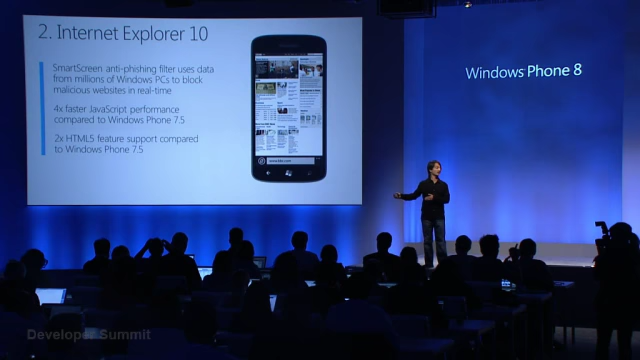 2. Internet Explorer 10
SmartScreen anti-phishing filter uses data
from millions of Windows PCs to block
malicious websites in real-time
4x faster JavaScript performance
compared to Windows Phone 7.5
2x HTML5 feature support compared
to Windows Phone 7.5
Windows Phone 8
Developer Summit